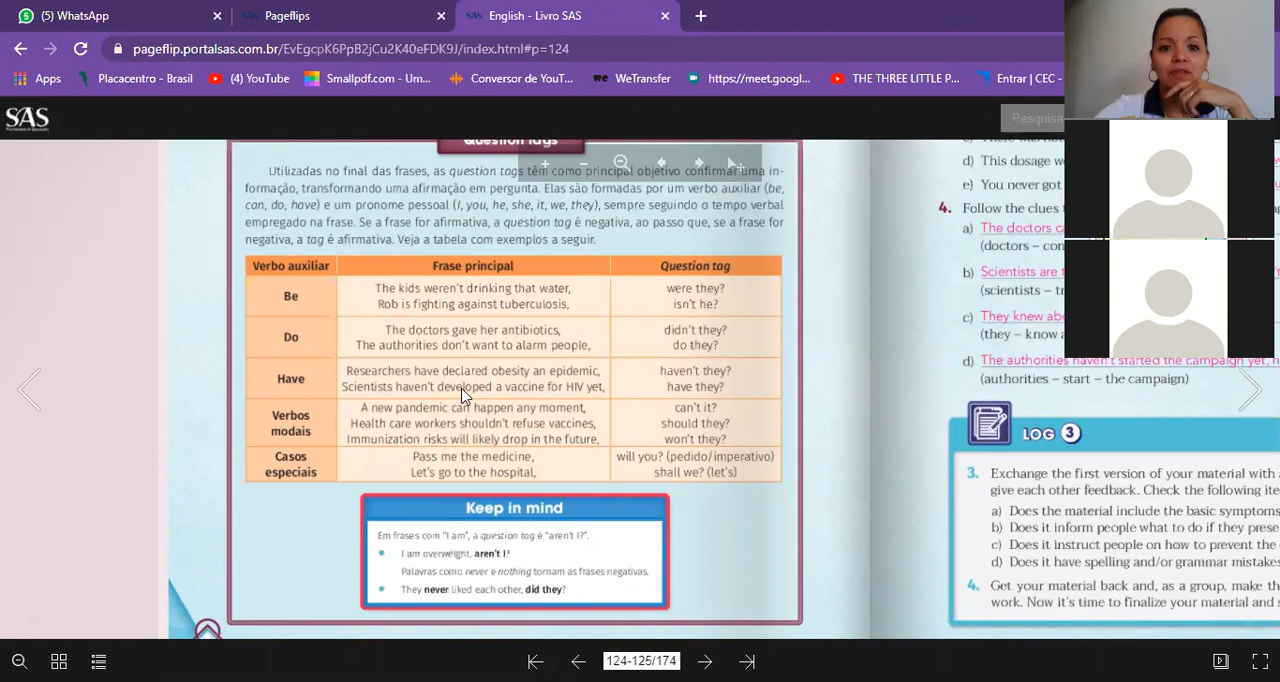 (5) WhatsApp
Pageflips
SAS English - Livro SAS
pageflip.portalsas.com.br/EvEgcpK6PpB2jCu2K40eFDK9J/index.html#p=124
Apps Placacentro - Brasil (4) YouTube Smallpdf.com - Um... Conversor de YouT... WeTransfer https://meet.googl... THE THREE LITTLE P... Entrar | CEC -
SAS
Pesquisa
Question tags
Utilizadas no final das frases, as question tags têm como principal objetivo confirmar uma in-
formação, transformando uma afirmação em pergunta. Elas são formadas por um verbo auxiliar (be,
can, do, have) e um pronome pessoal (I, you, he, she, it, we, they), sempre seguindo o tempo verbal
empregado na frase. Se a frase for afirmativa, a question tag é negativa, ao passo que, se a frase for
negativa, a tag é afirmativa. Veja a tabela com exemplos a seguir.
Verbo auxiliar Frase principal Question tag
Be
The kids weren't drinking that water, were they?
Rob is fighting against tuberculosis, isn't he?
Do
The doctors gave her antibiotics, didn't they?
The authorities don't want to alarm people, do they?
Have
Researchers have declared obesity an epidemic, haven't they?
Scientists haven't developed a vaccine for HIV yet, have they?
Verbos
modais
A new pandemic can happen any moment, can't it?
Health care workers shouldn't refuse vaccines, should they?
Immunization risks will likely drop in the future, won't they?
Casos
especiais
Pass me the medicine, will you? (pedido/imperativo)
Let's go to the hospital, shall we? (let's)
Keep in mind
Em frases com "I am", a question tag é "aren't I?".
• I am overweight, aren't I?
Palavras como never e nothing tornam as frases negativas.
• They never liked each other, did they?
d) This dosage w
e) You never got
4. Follow the clues
a) The doctors ca
(doctors – con
b) Scientists are
(scientists – tr
c) They knew abo
(they – know a
d) The authorities haven't started the campaign yet, h
(authorities – start – the campaign)
LOG 3
3. Exchange the first version of your material with a
give each other feedback. Check the following ite
a) Does the material include the basic symptoms
b) Does it inform people what to do if they prese
c) Does it instruct people on how to prevent the
d) Does it have spelling and/or grammar mistakes
4. Get your material back and, as a group, make th
work. Now it's time to finalize your material and s
124-125/174